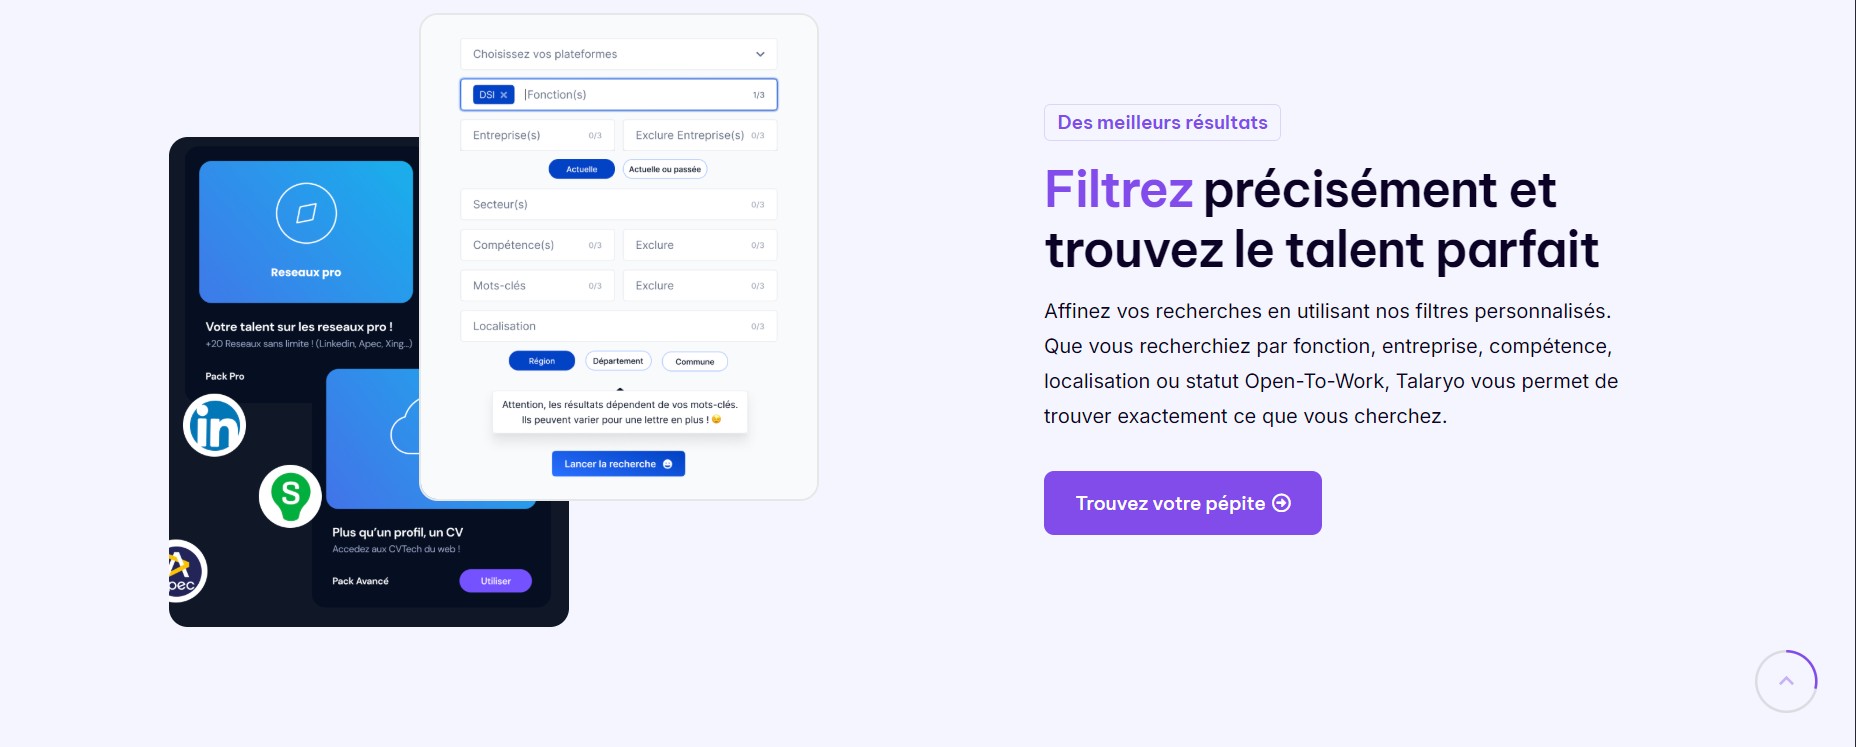 Choisissez vos plateformes
DSI × Fonction(s) 1/3
Entreprise(s) 0/3 Exclure Entreprise(s) 0/3
Actuelle Actuelle ou passée
Secteur(s) 0/3
Compétence(s) 0/3 Exclure 0/3
Mots-clés 0/3 Exclure 0/3
Localisation 0/3
Région Département Commune
Attention, les résultats dépendent de vos mots-clés.
Ils peuvent varier pour une lettre en plus ! 😉
Lancer la recherche
Reseaux pro
Votre talent sur les reseaux pro !
+20 Reseaux sans limite ! (Linkedin, Apec, Xing...)
Pack Pro
in
S
pec
Plus qu'un profil, un CV
Accedez aux CVTech du web !
Pack Avancé Utiliser
Des meilleurs résultats
Filtrez précisément et
trouvez le talent parfait
Affinez vos recherches en utilisant nos filtres personnalisés.
Que vous recherchiez par fonction, entreprise, compétence,
localisation ou statut Open-To-Work, Talaryo vous permet de
trouver exactement ce que vous cherchez.
Trouvez votre pépite